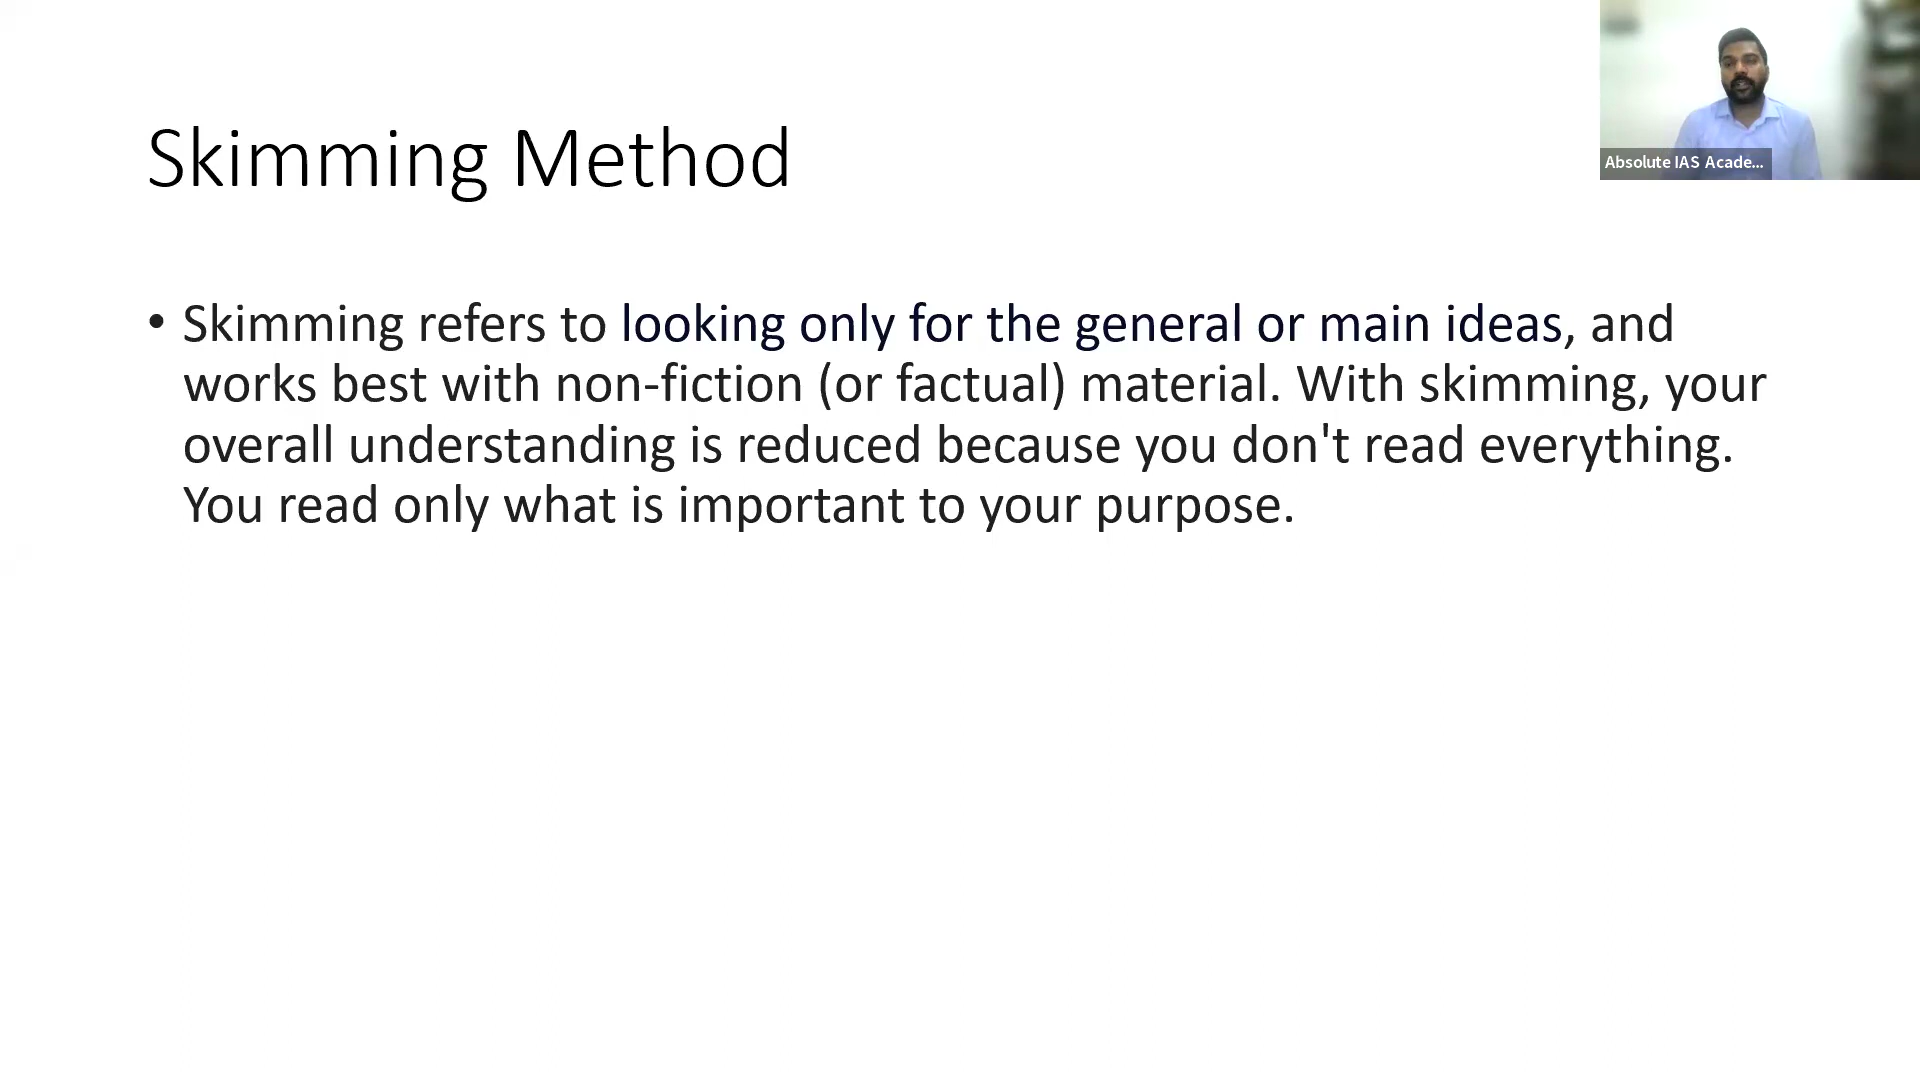 Absolute IAS Acade...
Skimming Method
• Skimming refers to looking only for the general or main ideas, and
works best with non-fiction (or factual) material. With skimming, your
overall understanding is reduced because you don't read everything.
You read only what is important to your purpose.